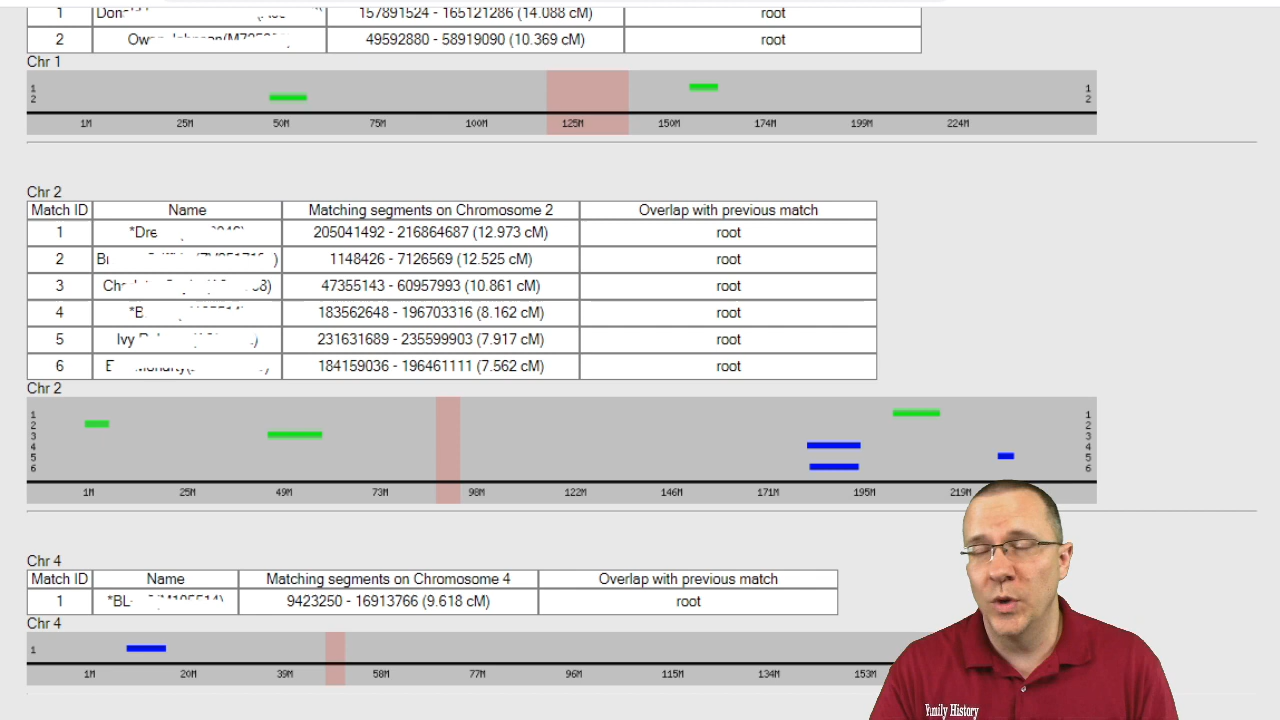 1 157891524 - 165121286 (14.088 cM) root
2 49592880 - 58919090 (10.369 cM) root
Chr 1
1 1
2 2
1M 25M 50M 75M 100M 125M 150M 174M 199M 224M
Chr 2
Match ID Name Matching segments on Chromosome 2 Overlap with previous match
1 *Dre 205041492 - 216864687 (12.973 cM) root
2 1148426 - 7126569 (12.525 cM) root
3 47355143 - 60957993 (10.861 cM) root
4 *B 183562648 - 196703316 (8.162 cM) root
5 Ivy 231631689 - 235599903 (7.917 cM) root
6 E 184159036 - 196461111 (7.562 cM) root
Chr 2
1 1
2 2
3 3
4 4
5 5
6 6
1M 25M 49M 73M 98M 122M 146M 171M 195M 219M
Chr 4
Match ID Name Matching segments on Chromosome 4 Overlap with previous match
1 *BL 9423250 - 16913766 (9.618 cM) root
Chr 4
1
1M 20M 39M 58M 77M 96M 115M 134M 153M
Family History